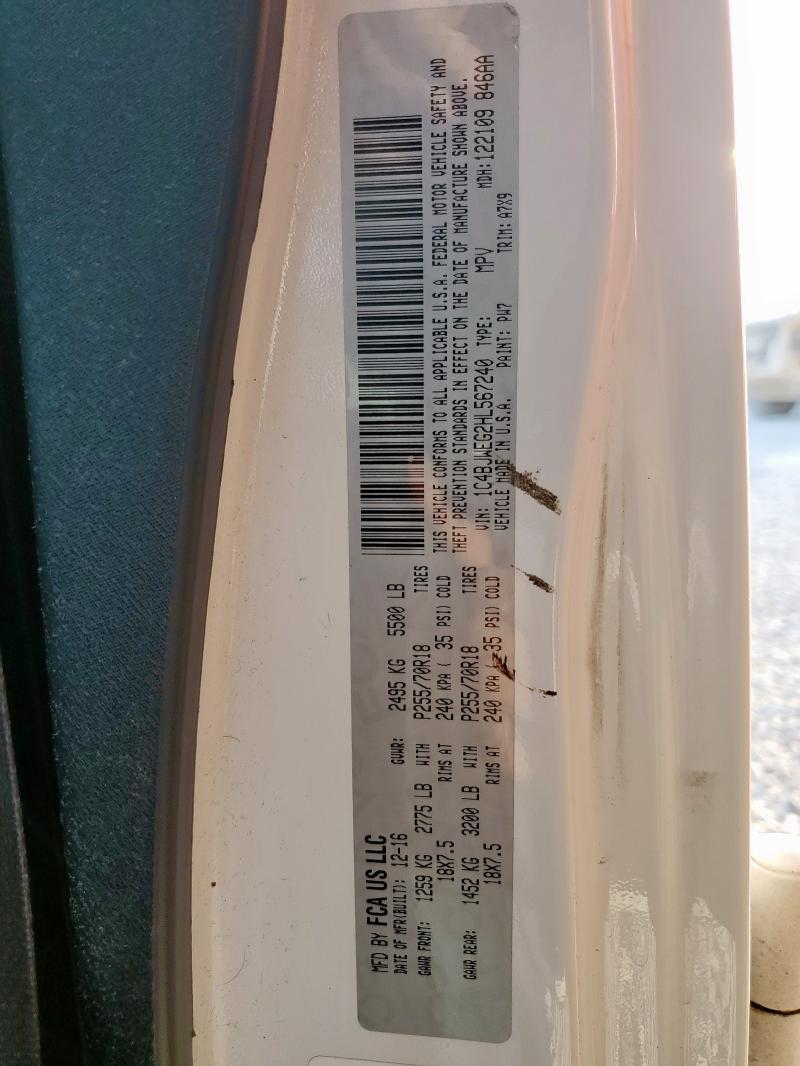 MFD BY FCA US LLC
DATE OF MFR(BUILT): 12-16 GVWR: 2495 KG 5500 LB
GAWR FRONT: 1259 KG 2775 LB WITH P255/70R18 TIRES
18X7.5 RIMS AT 240 KPA ( 35 PSI) COLD
GAWR REAR: 1452 KG 3200 LB WITH P255/70R18 TIRES
18X7.5 RIMS AT 240 KPA ( 35 PSI) COLD
THIS VEHICLE CONFORMS TO ALL APPLICABLE U.S.A. FEDERAL MOTOR VEHICLE SAFETY AND
THEFT PREVENTION STANDARDS IN EFFECT ON THE DATE OF MANUFACTURE SHOWN ABOVE.
VIN: 1C4BJWEG2HL567240 TYPE: MPV MDH:122109 846AA
VEHICLE MADE IN U.S.A. PAINT: PW7 TRIM: A7X9